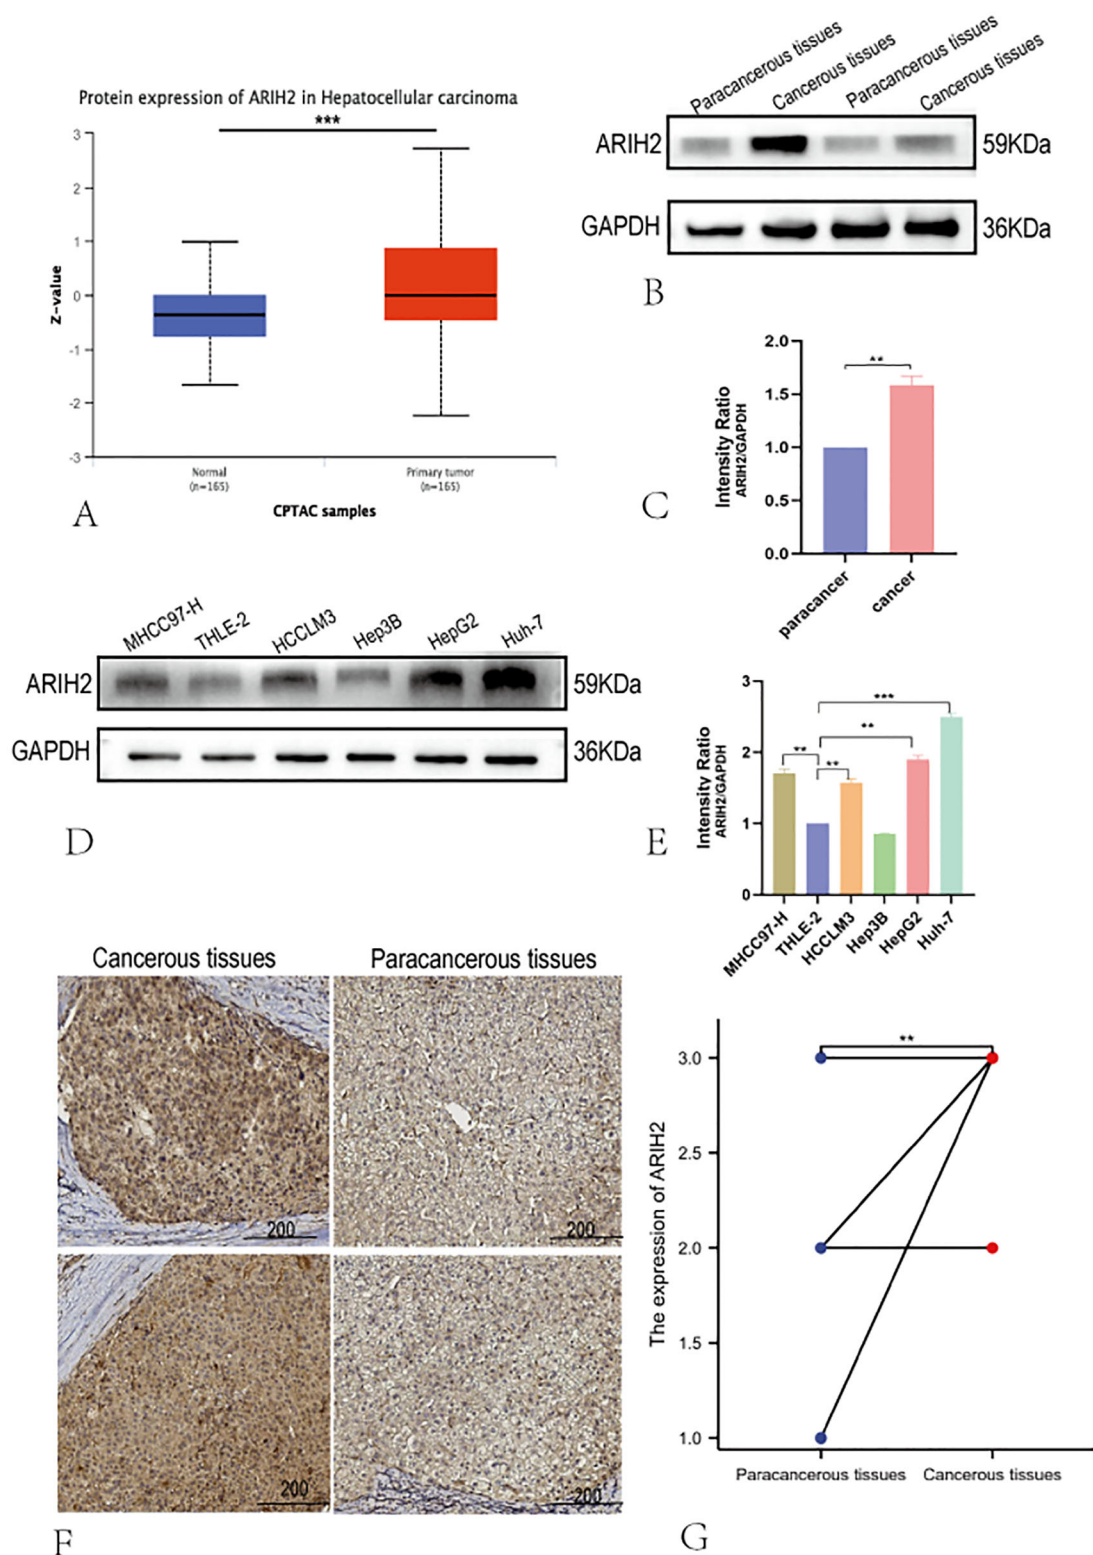 Protein expression of ARIH2 in Hepatocellular carcinoma
***
3
2
1
0
-1
-2
-3
Z-value
Normal
(n=165)
Primary tumor
(n=165)
CPTAC samples
A
Paracancerous tissues
Cancerous tissues
Paracancerous tissues
Cancerous tissues
ARIH2
59KDa
GAPDH
36KDa
B
2.0
1.5
1.0
0.5
0.0
Intensity Ratio
ARIH2/GAPDH
**
paracancer
cancer
C
MHCC97-H
THLE-2
HCCLM3
Hep3B
HepG2
Huh-7
ARIH2
59KDa
GAPDH
36KDa
D
3
2
1
0
Intensity Ratio
ARIH2/GAPDH
***
**
**
**
MHCC97-H
THLE-2
HCCLM3
Hep3B
HepG2
Huh-7
E
Cancerous tissues
Paracancerous tissues
200
200
200
200
F
**
3.0
2.5
2.0
1.5
1.0
The expression of ARIH2
Paracancerous tissues
Cancerous tissues
G